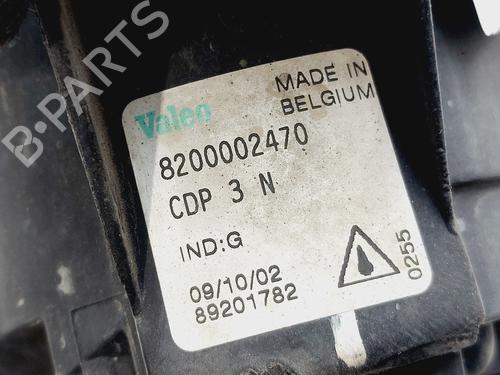 B-PARTS
Valeo
MADE IN
BELGIUM
8200002470
CDP 3 N
IND:G
09/10/02
89201782
0255